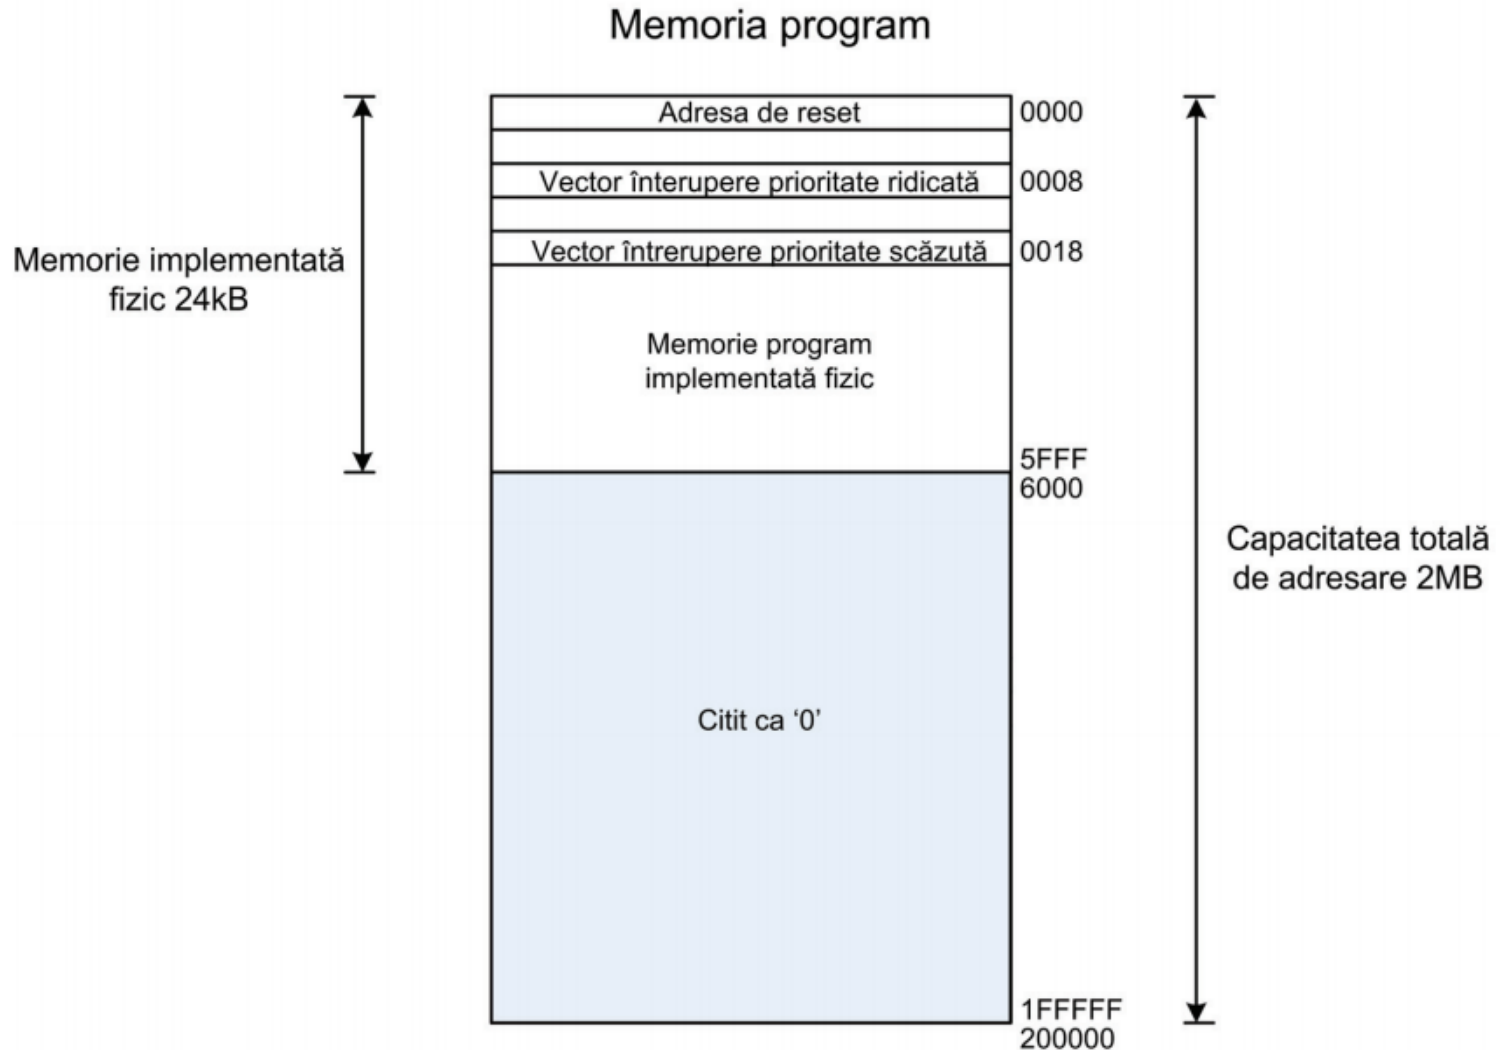 Memoria program
Adresa de reset
0000
Vector înterupere prioritate ridicată
0008
Vector întrerupere prioritate scăzută
0018
Memorie implementată
fizic 24kB
Memorie program
implementată fizic
5FFF
6000
Capacitatea totală
de adresare 2MB
Citit ca ‘0’
1FFFFF
200000